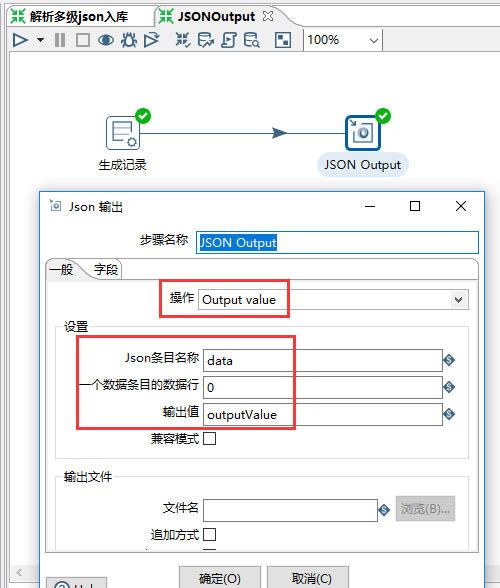 解析多级json入库
JSONOutput
100%
生成记录
JSON Output
Json 输出
步骤名称 JSON Output
一般 字段
操作 Output value
设置
Json条目名称 data
一个数据条目的数据行 0
输出值 outputValue
兼容模式
输出文件
文件名 浏览(B)...
追加方式
确定(O) 取消(C)